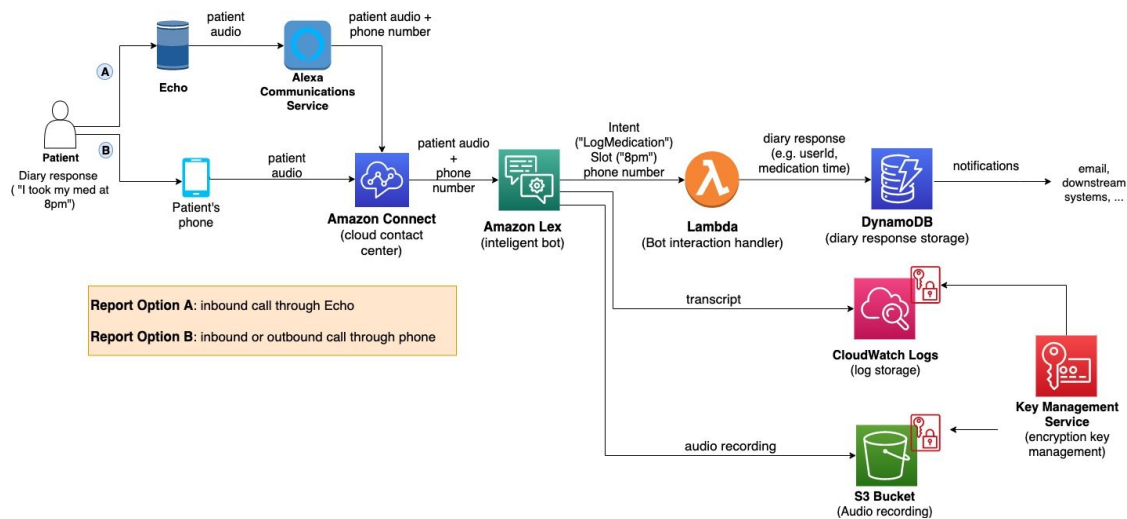 patient
audio
patient audio +
phone number
A
Echo
Alexa
Communications
Service
B
Patient
Diary response
( "I took my med at
8pm")
Patient's
phone
patient
audio
Amazon Connect
(cloud contact
center)
patient audio
+
phone
number
Amazon Lex
(inteligent bot)
Intent
("LogMedication")
Slot ("8pm")
phone number
Lambda
(Bot interaction handler)
diary response
(e.g. userId,
medication time)
DynamoDB
(diary response storage)
notifications
email,
downstream
systems, ...
Report Option A: inbound call through Echo
Report Option B: inbound or outbound call through phone
transcript
CloudWatch Logs
(log storage)
Key Management
Service
(encryption key
management)
audio recording
S3 Bucket
(Audio recording)